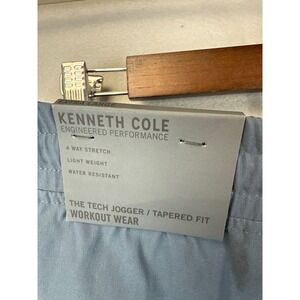 KENNETH COLE
ENGINEERED PERFORMANCE
4 WAY STRETCH
LIGHT WEIGHT
WATER RESISTANT
THE TECH JOGGER / TAPERED FIT
WORKOUT WEAR